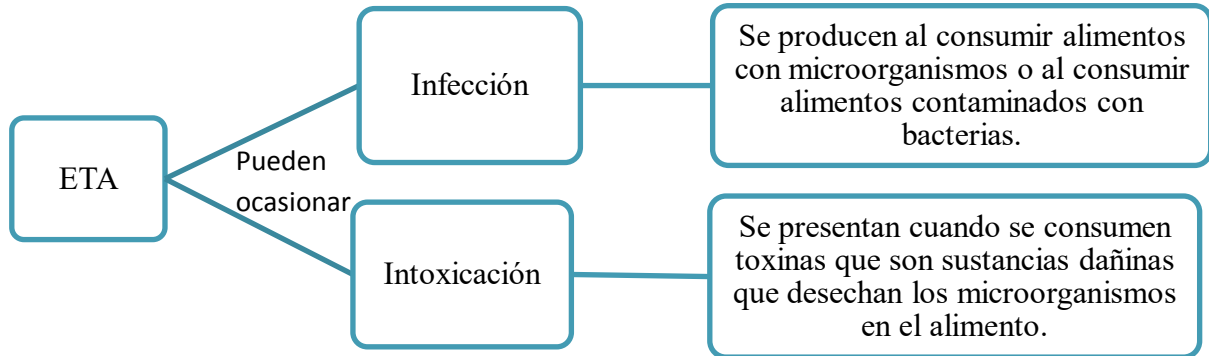 ETA
Pueden
ocasionar
Infección
Se producen al consumir alimentos
con microorganismos o al consumir
alimentos contaminados con
bacterias.
Intoxicación
Se presentan cuando se consumen
toxinas que son sustancias dañinas
que desechan los microorganismos
en el alimento.